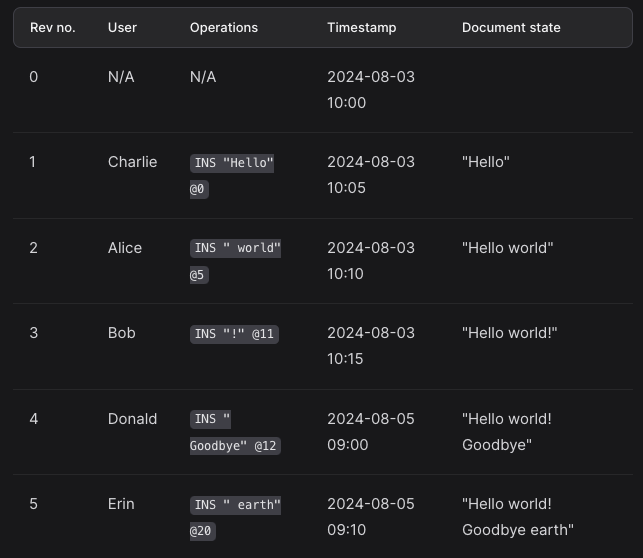 Rev no. User Operations Timestamp Document state
0 N/A N/A 2024-08-03
10:00
1 Charlie INS "Hello" 2024-08-03 "Hello"
@0 10:05
2 Alice INS " world" 2024-08-03 "Hello world"
@5 10:10
3 Bob INS "!" @11 2024-08-03 "Hello world!"
10:15
4 Donald INS " 2024-08-05 "Hello world!
Goodbye" @12 09:00 Goodbye"
5 Erin INS " earth" 2024-08-05 "Hello world!
@20 09:10 Goodbye earth"